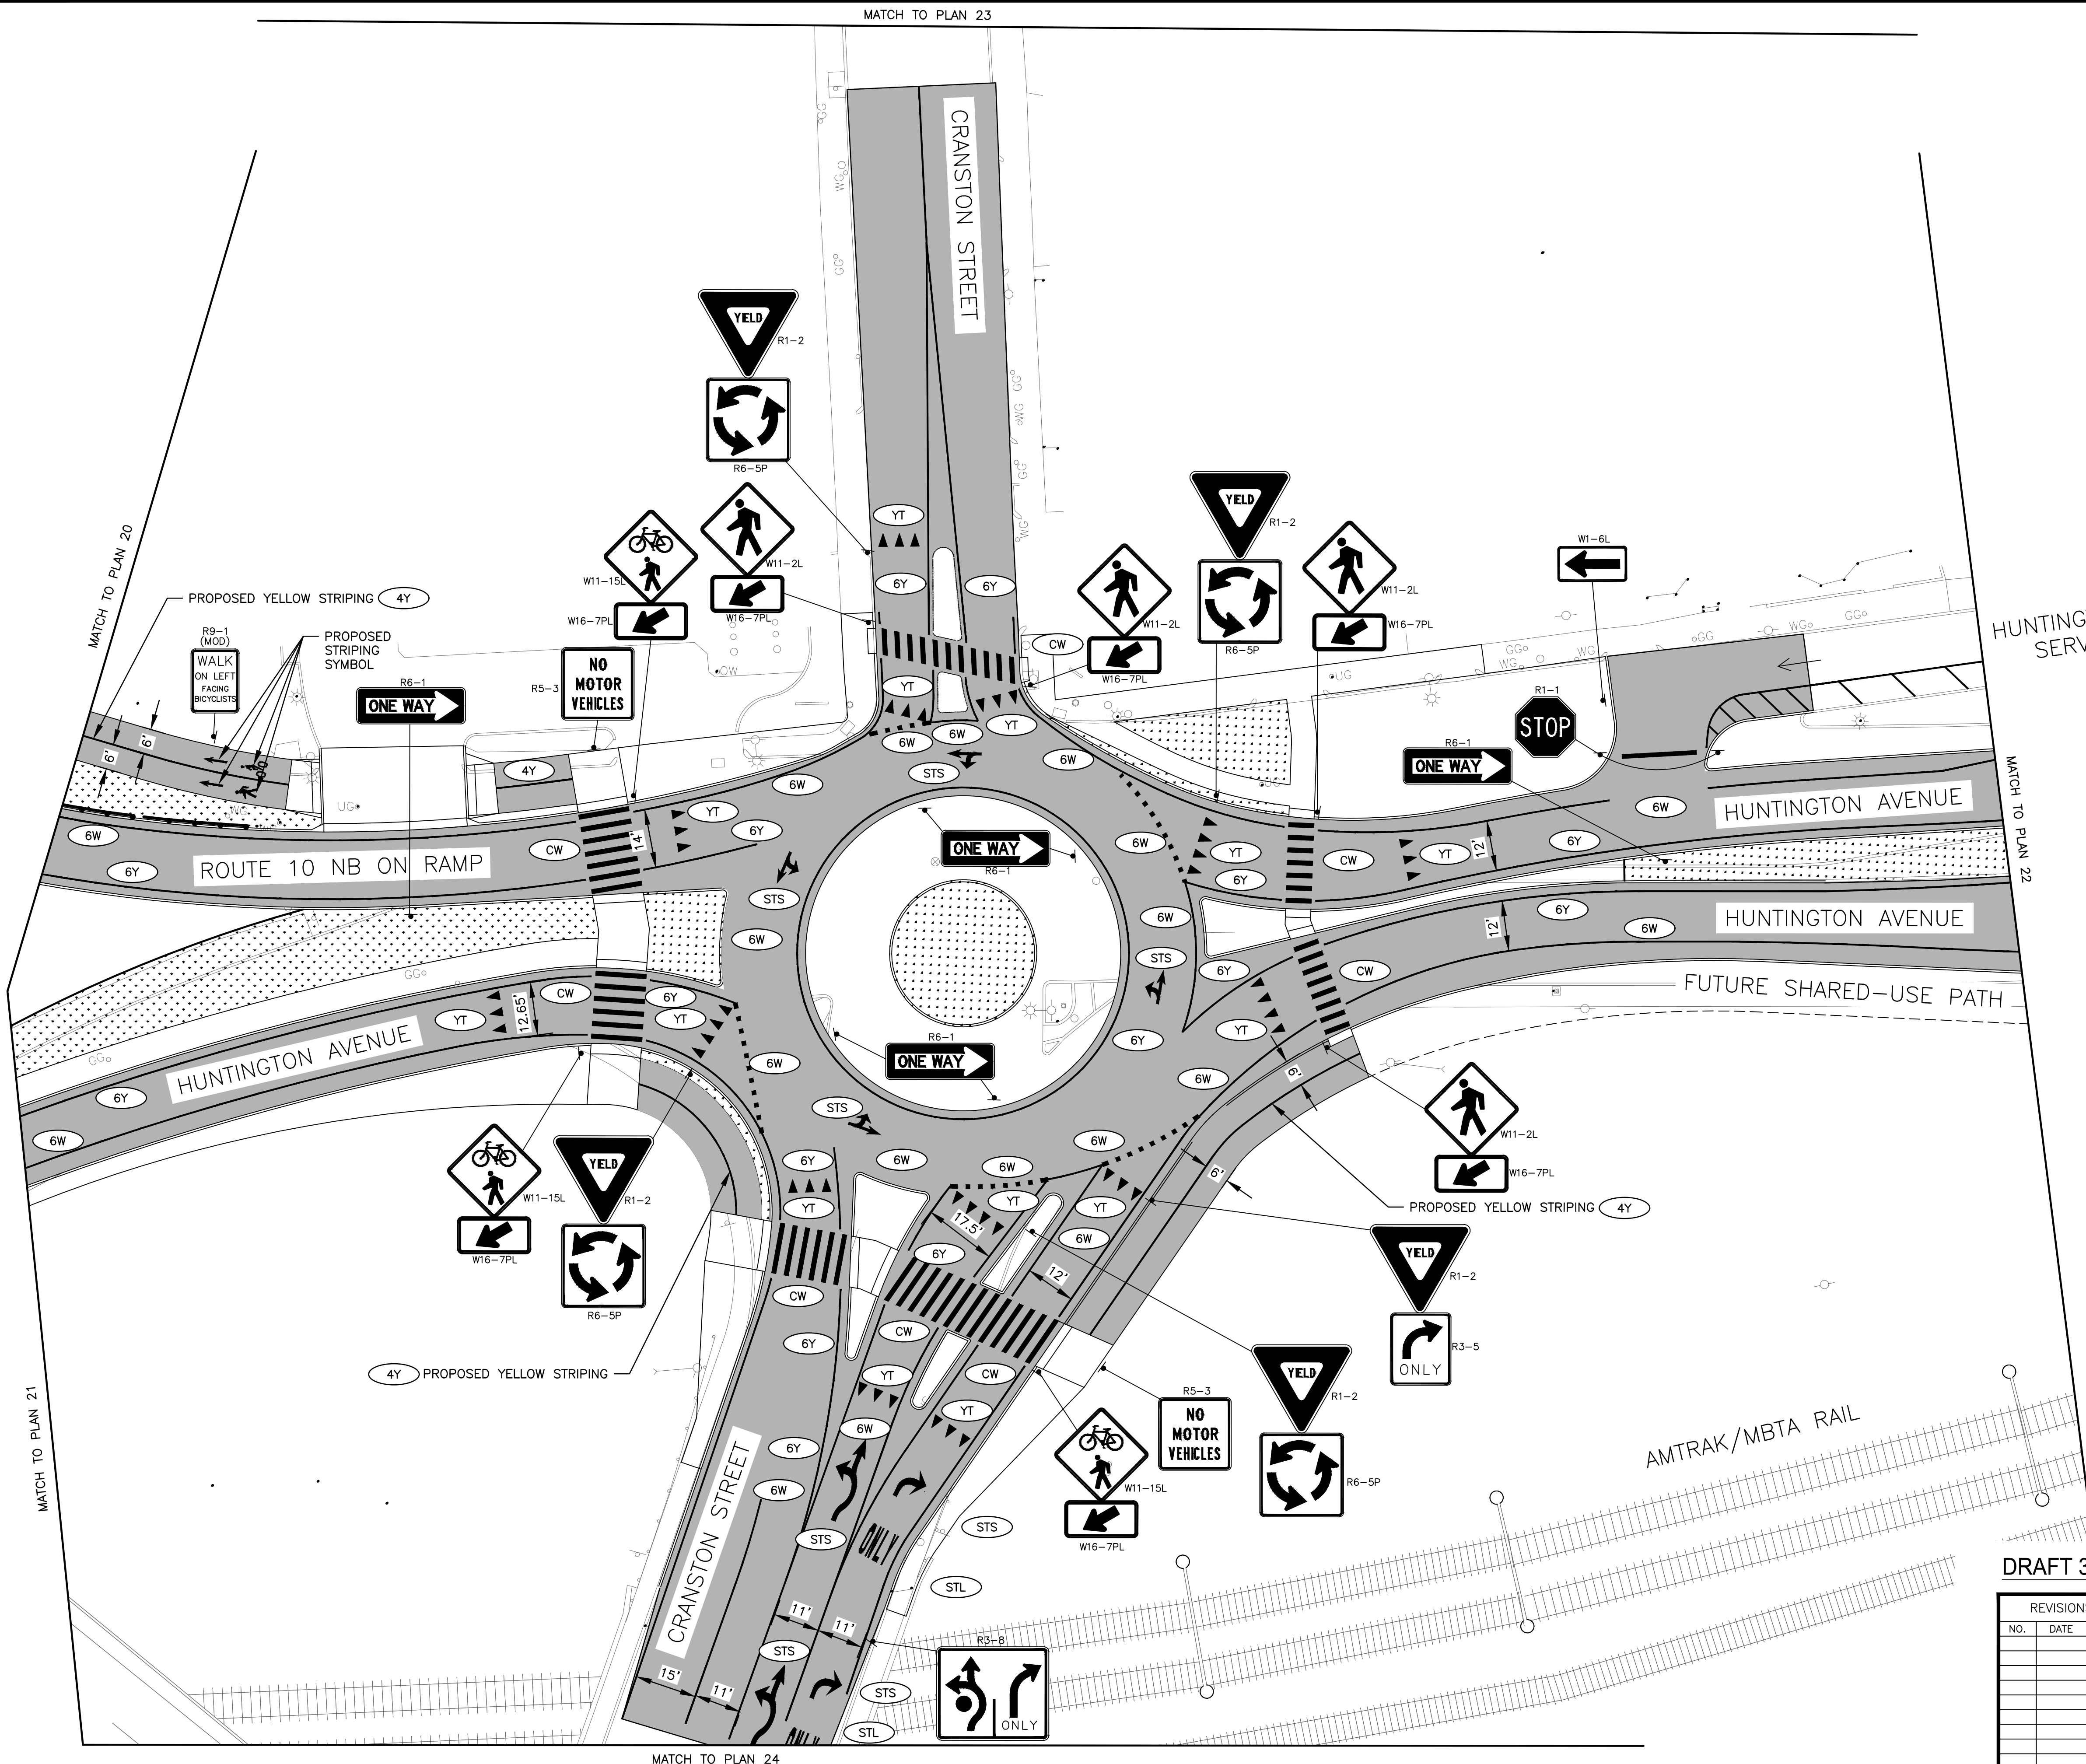 MATCH TO PLAN 23
CRANSTON STREET
YIELD
R1-2
R6-5P
W11-2L
W16-7PL
W11-15L
W16-7PL
YT
6Y
6Y
YT
6W
6W
YT
STS
CW
W11-2L
W16-7PL
YIELD
R1-2
R6-5P
W11-2L
W16-7PL
W1-6L
R1-1
STOP
R6-1
ONE WAY
HUNTING
SERV
MATCH TO PLAN 20
PROPOSED YELLOW STRIPING 4Y
R9-1
(MOD)
WALK
ON LEFT
FACING
BICYCLISTS
PROPOSED
STRIPING
SYMBOL
R6-1
ONE WAY
R5-3
NO
MOTOR
VEHICLES
6'
6'
4Y
6W
6W
6Y
ROUTE 10 NB ON RAMP
CW
14'
YT
6Y
STS
6W
ONE WAY
R6-1
6W
6W
YT
6Y
CW
YT
12'
6Y
6W
HUNTINGTON AVENUE
MATCH TO PLAN 22
6W
STS
6Y
6Y
CW
YT
12'
6Y
6W
HUNTINGTON AVENUE
FUTURE SHARED-USE PATH
HUNTINGTON AVENUE
6Y
6W
YT
12.65'
CW
6Y
YT
6W
STS
R6-1
ONE WAY
6W
6'
6'
W11-2L
W16-7PL
PROPOSED YELLOW STRIPING 4Y
W11-15L
W16-7PL
YIELD
R1-2
R6-5P
6Y
YT
6W
6W
6W
YT
YT
6W
17.5'
6Y
12'
CW
6Y
CW
YT
6W
CW
YT
YIELD
R1-2
R3-5
ONLY
YIELD
R1-2
R6-5P
R5-3
NO
MOTOR
VEHICLES
W11-15L
W16-7PL
4Y PROPOSED YELLOW STRIPING
MATCH TO PLAN 21
CRANSTON STREET
6Y
6W
STS
ONLY
STS
STL
11'
11'
15'
11'
STS
STS
STL
ONLY
R3-8
ONLY
AMTRAK/MBTA RAIL
DRAFT 3
REVISION
NO. DATE
MATCH TO PLAN 24
GG
WG
UG
OW